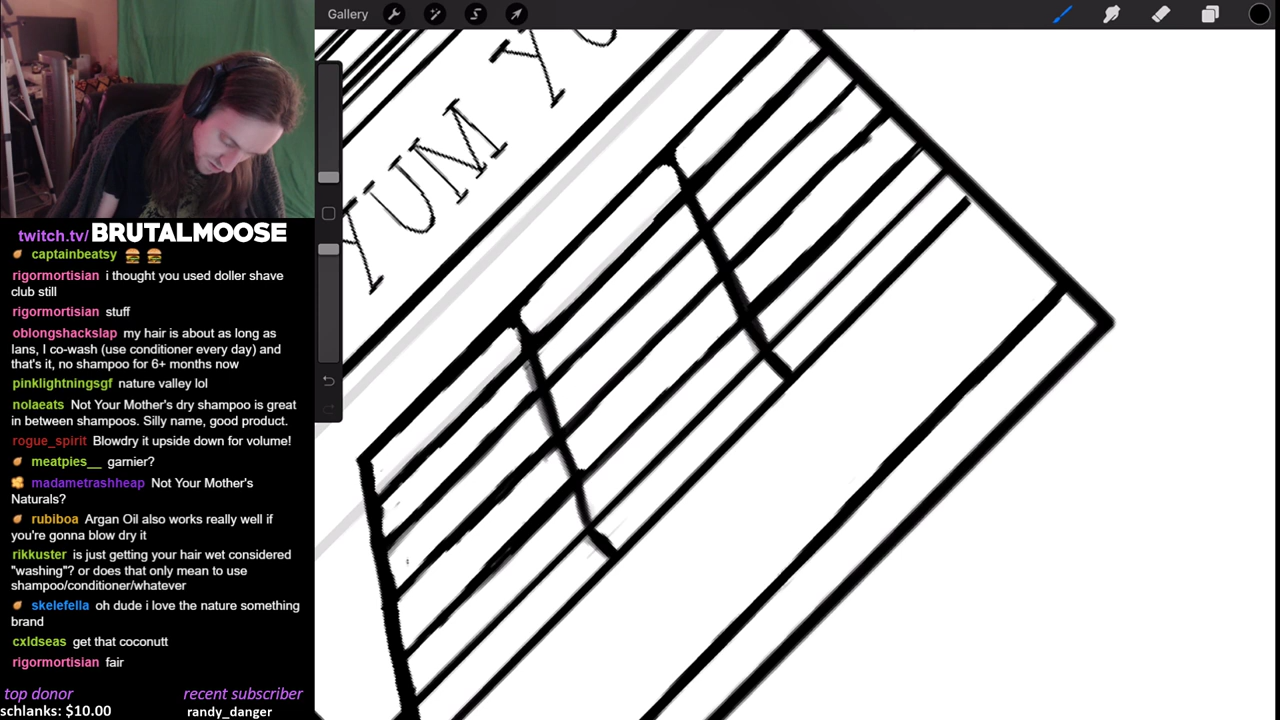 Gallery
YUM YU
twitch.tv/BRUTALMOOSE
captainbeatsy
rigormortisian i thought you used doller shave
club still
rigormortisian stuff
oblongshackslap my hair is about as long as
Ians, I co-wash (use conditioner every day) and
that's it, no shampoo for 6+ months now
pinklightningsgf nature valley lol
nolaeats Not Your Mother's dry shampoo is great
in between shampoos. Silly name, good product.
rogue_spirit Blowdry it upside down for volume!
meatpies__ garnier?
madametrashheap Not Your Mother's
Naturals?
rubiboa Argan Oil also works really well if
you're gonna blow dry it
rikkuster is just getting your hair wet considered
"washing"? or does that only mean to use
shampoo/conditioner/whatever
skelefella oh dude i love the nature something
brand
cxldseas get that coconutt
rigormortisian fair
top donor recent subscriber
schlanks: $10.00 randy_danger